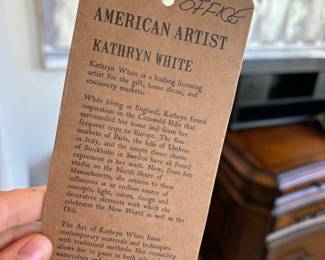 OFFICE
AMERICAN ARTIST
KATHRYN WHITE
Kathryn White is a leading licensing
artist for the gift, home decor, and
stationery markets.
While living in England, Kathryn found
inspiration in the Cotswold Hills that
surrounded her home and from her
frequent trips to Europe. The flea
markets of Paris, the hills of Umbria
in Italy, and the simple classic charm
of Stockholm in Sweden have all found
expression in her work. Now, from her
studio on the North Shore of
Massachusetts, she returns to these
influences as an endless source of
concepts, light, colors, design and
decorative elements with which she
celebrates the New World as well as the
Old.
The Art of Kathryn White fuses
contemporary materials and techniques
with traditional methods. Her versatility
allows her to paint in both
watercolors and